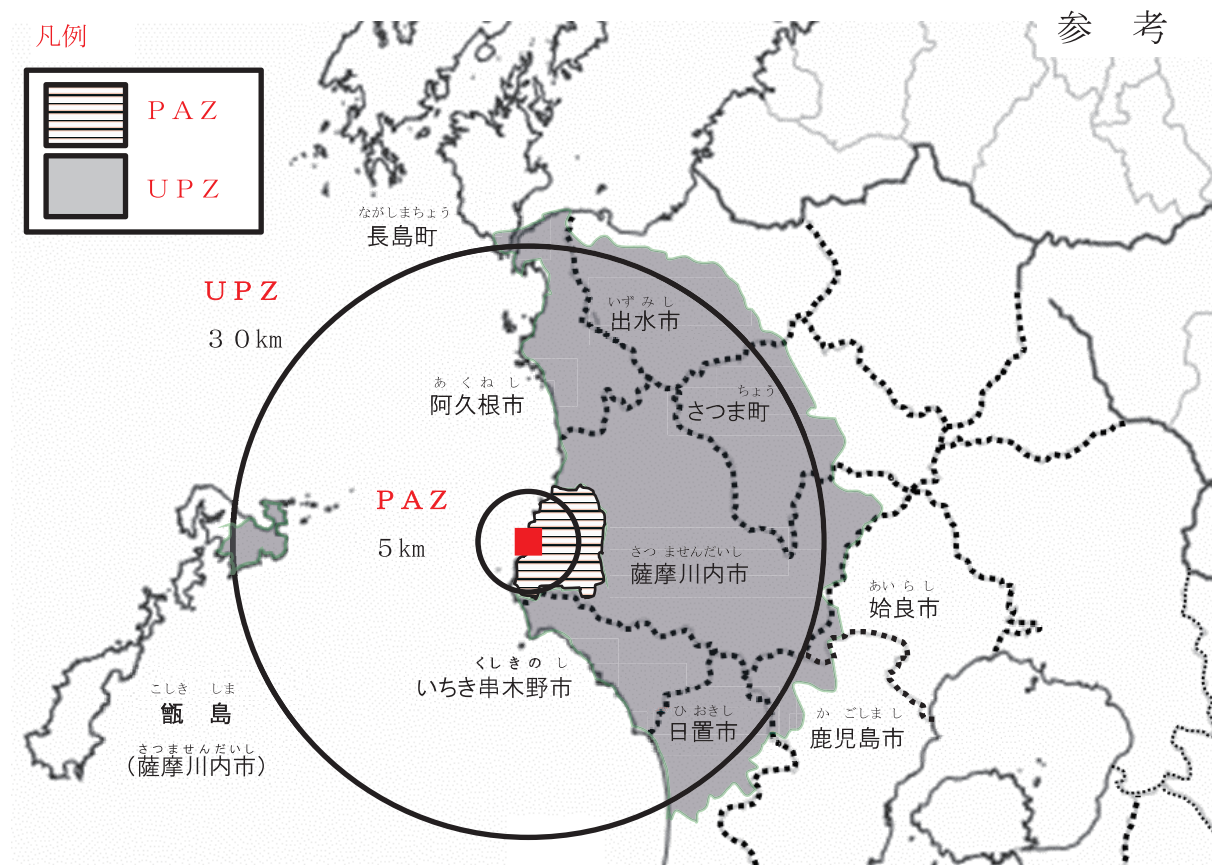 参 考
凡例
ＰＡＺ
ＵＰＺ
ながしまちょう
長島町
ＵＰＺ
３０㎞
いずみし
出水市
あくねし
阿久根市
ちょう
さつま町
ＰＡＺ
５㎞
さつませんだいし
薩摩川内市
あいらし
姶良市
くしきのし
いちき串木野市
こしきしま
甑 島
さつませんだいし
（薩摩川内市）
ひおきし
日置市
かごしまし
鹿児島市